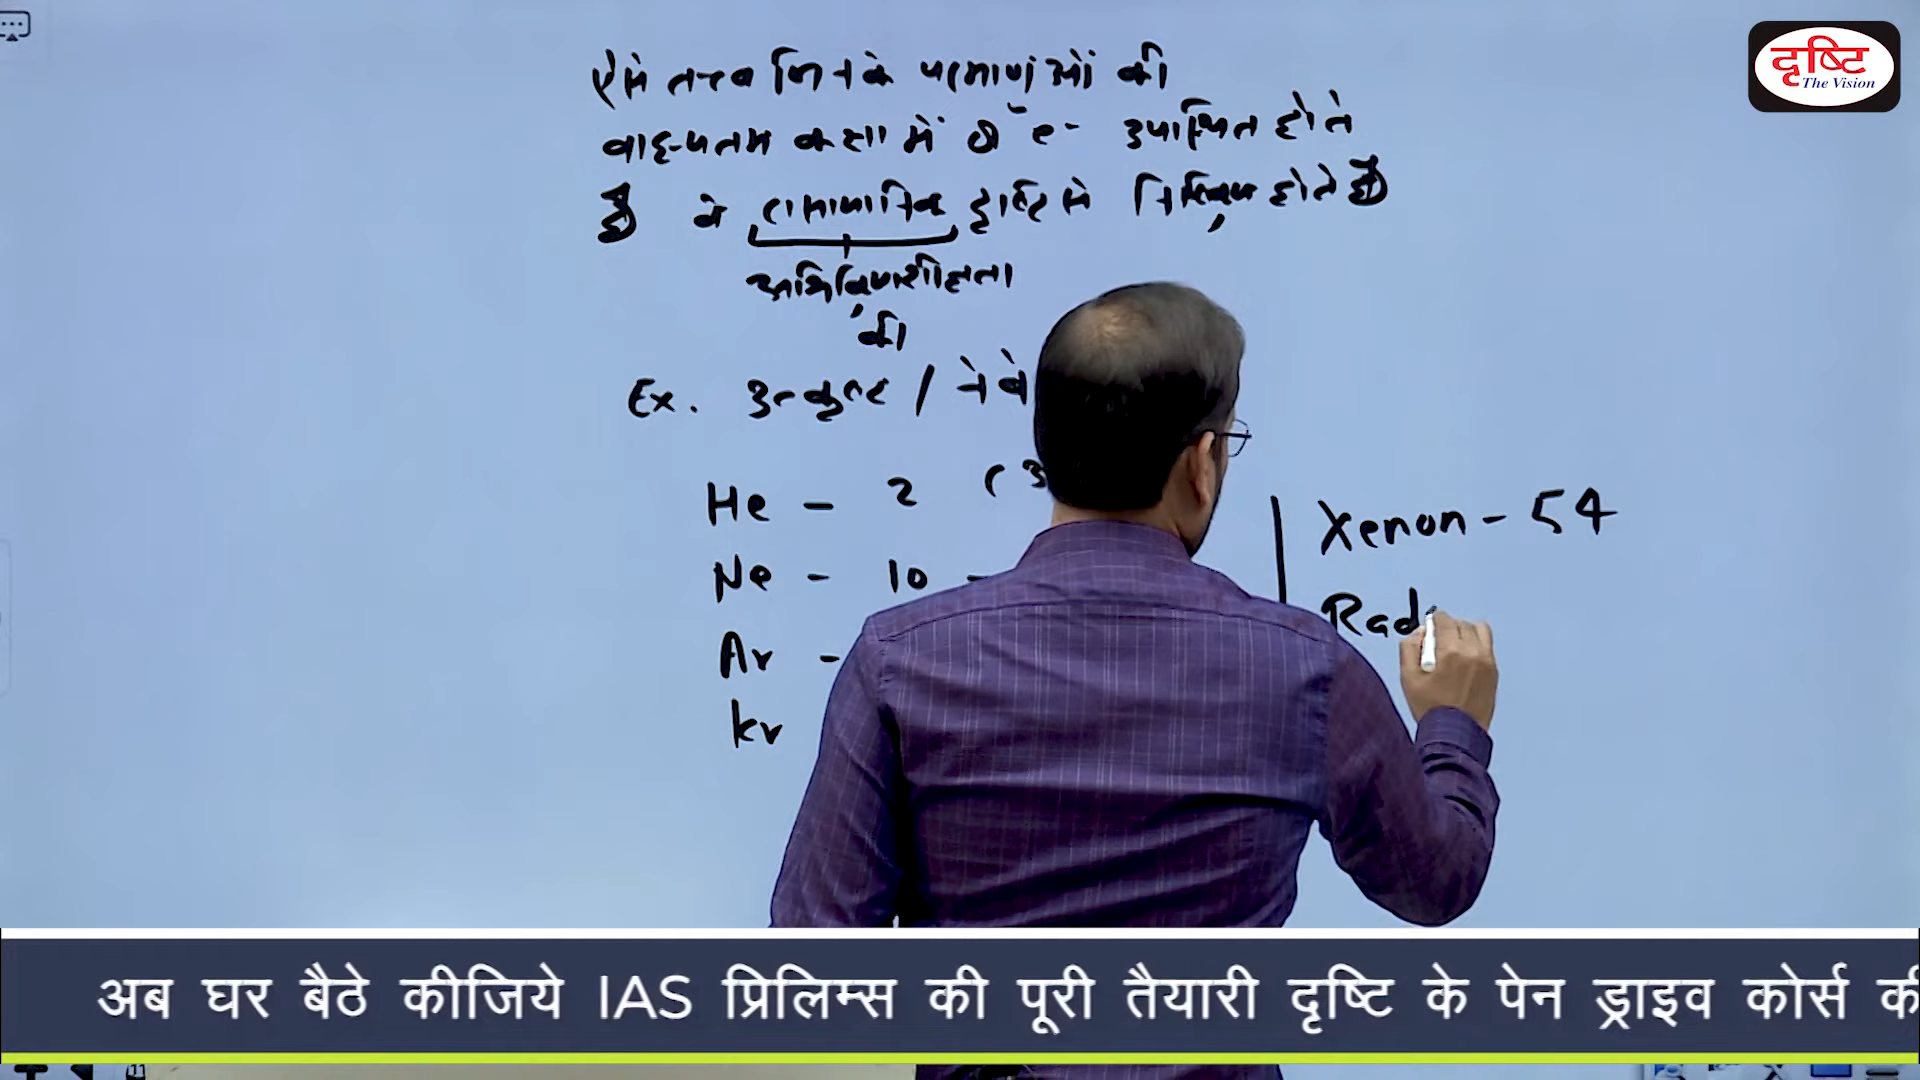 दृष्टि
The Vision
ऐसे तत्व जिनके परमाणुओं की
बाह्यतम कक्षा में 8 e- उपस्थित होते
हैं वे रासायनिक दृष्टि से निष्क्रिय होते हैं
अभिक्रियाशीलता
की
Ex. उत्कृष्ट /
He - 2 (
Ne - 10 -
Ar -
Kr
Xenon - 54
Rad
अब घर बैठे कीजिये IAS प्रिलिम्स की पूरी तैयारी दृष्टि के पेन ड्राइव कोर्स की